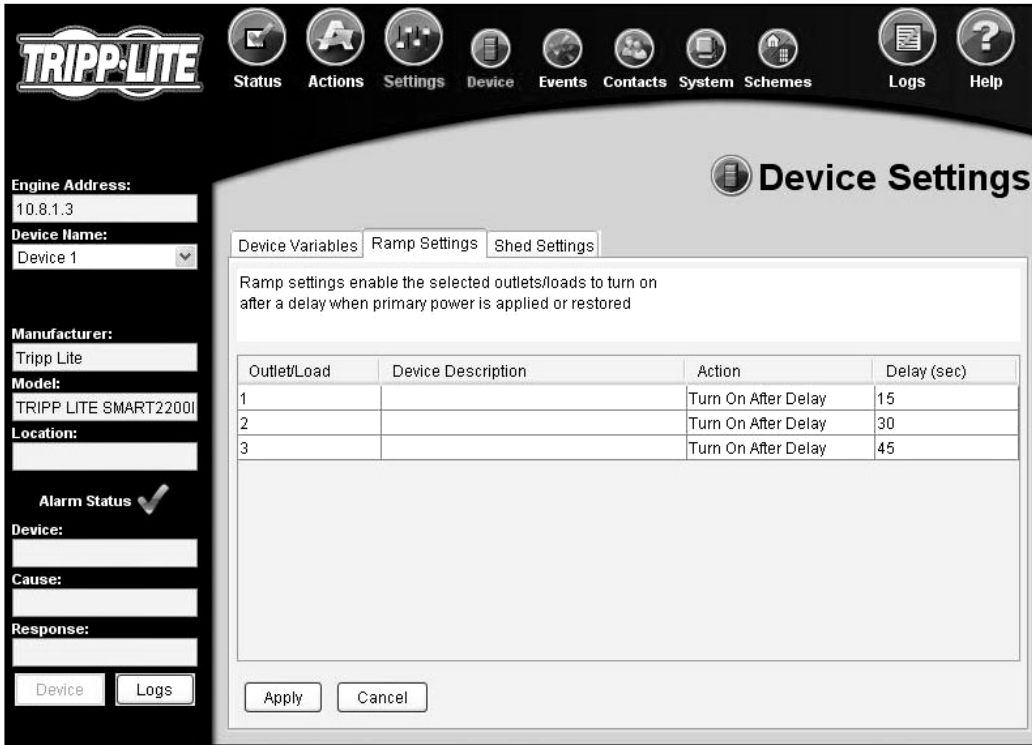 TRIPP·LITE
Status Actions Settings Device Events Contacts System Schemes Logs Help
Device Settings
Engine Address:
10.8.1.3
Device Name:
Device 1
Manufacturer:
Tripp Lite
Model:
TRIPP LITE SMART2200I
Location:
Alarm Status
Device:
Cause:
Response:
Device Logs
Device Variables Ramp Settings Shed Settings
Ramp settings enable the selected outlets/loads to turn on
after a delay when primary power is applied or restored
Outlet/Load Device Description Action Delay (sec)
1 Turn On After Delay 15
2 Turn On After Delay 30
3 Turn On After Delay 45
Apply Cancel